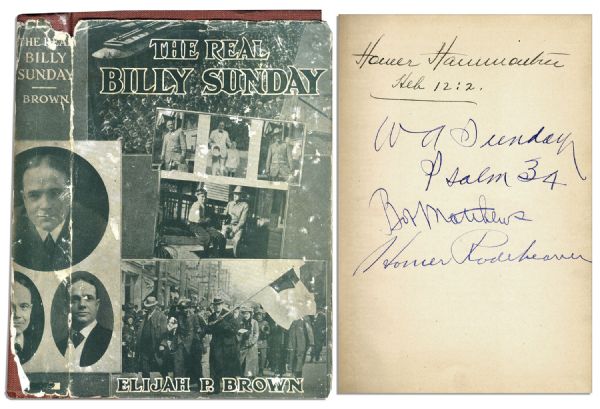 THE REAL
BILLY
SUNDAY
BROWN
THE REAL
BILLY SUNDAY
ELIJAH P. BROWN
Homer Hammontree
Heb 12:2.
W A Sunday
Psalm 34
Bob Matthews
Homer Rodeheaver